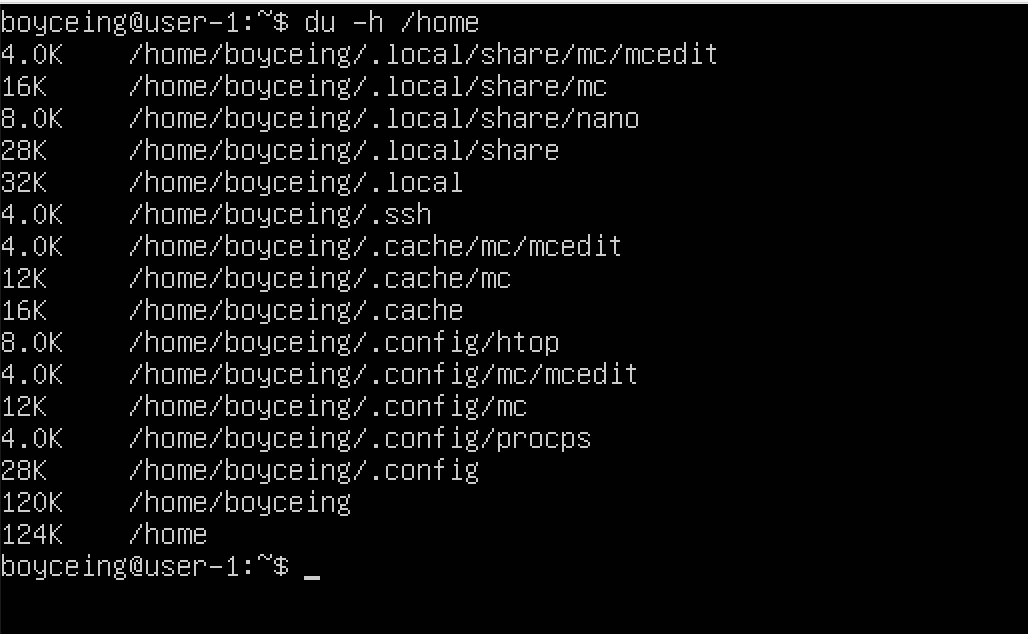 boyceing@user-1:~$ du -h /home
4.0K    /home/boyceing/.local/share/mc/mcedit
16K     /home/boyceing/.local/share/mc
8.0K    /home/boyceing/.local/share/nano
28K     /home/boyceing/.local/share
32K     /home/boyceing/.local
4.0K    /home/boyceing/.ssh
4.0K    /home/boyceing/.cache/mc/mcedit
12K     /home/boyceing/.cache/mc
16K     /home/boyceing/.cache
8.0K    /home/boyceing/.config/htop
4.0K    /home/boyceing/.config/mc/mcedit
12K     /home/boyceing/.config/mc
4.0K    /home/boyceing/.config/procps
28K     /home/boyceing/.config
120K    /home/boyceing
124K    /home
boyceing@user-1:~$ _